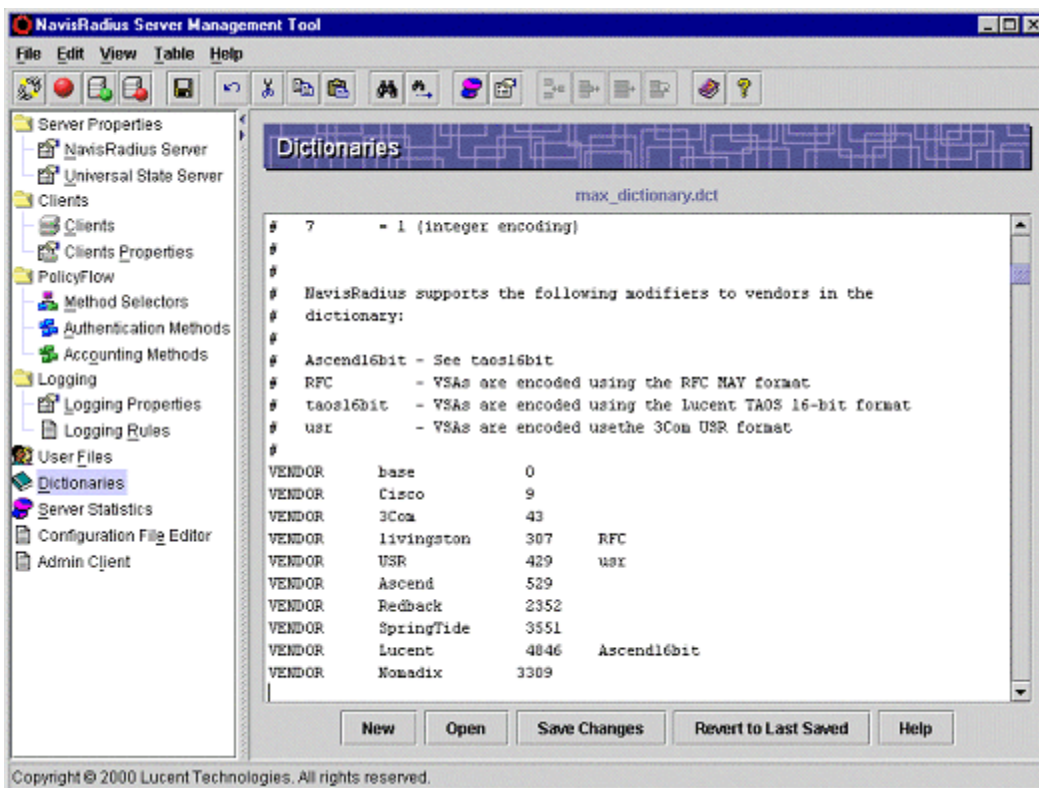 NavisRadius Server Management Tool
File Edit View Table Help
Server Properties
NavisRadius Server
Universal State Server
Clients
Clients
Clients Properties
PolicyFlow
Method Selectors
Authentication Methods
Accounting Methods
Logging
Logging Properties
Logging Rules
User Files
Dictionaries
Server Statistics
Configuration File Editor
Admin Client
Dictionaries
max_dictionary.dct
# 7 = 1 (integer encoding)
#
#
# NavisRadius supports the following modifiers to vendors in the
# dictionary:
#
# Ascend16bit - See taos16bit
# RFC - VSAs are encoded using the RFC MAY format
# taos16bit - VSAs are encoded using the Lucent TAOS 16-bit format
# usr - VSAs are encoded usethe 3Com USR format
#
VENDOR base 0
VENDOR Cisco 9
VENDOR 3Com 43
VENDOR livingston 307 RFC
VENDOR USR 429 usr
VENDOR Ascend 529
VENDOR Redback 2352
VENDOR SpringTide 3551
VENDOR Lucent 4846 Ascend16bit
VENDOR Nomadix 3309
New Open Save Changes Revert to Last Saved Help
Copyright © 2000 Lucent Technologies. All rights reserved.